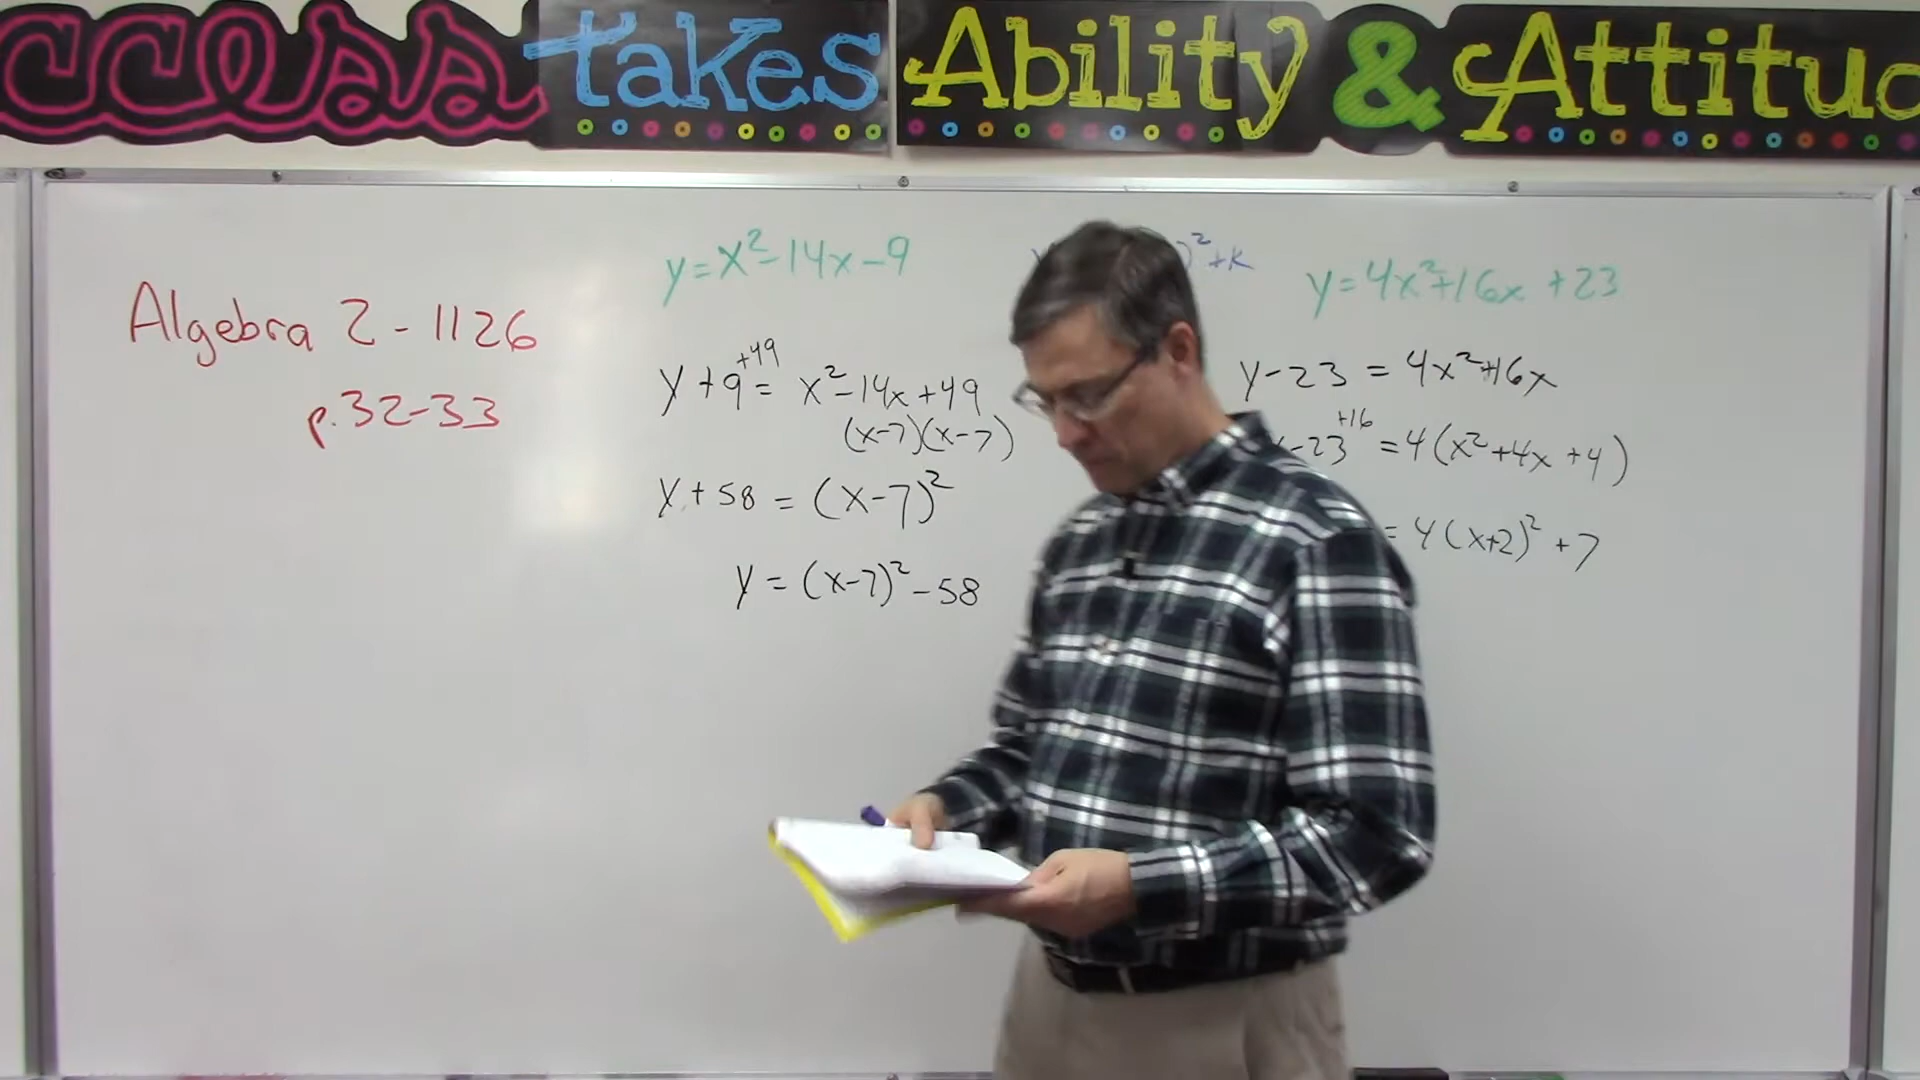 takes Ability &
Algebra 2 - 1126
p.32-33
y=x²-14x-9
y+9+49 = x²-14x+49
(x-7)(x-7)
y+58 = (x-7)²
y = (x-7)²-58
)²+k
y=4x²+16x+23
y-23 = 4x²+16x
-23+16 = 4(x²+4x+4)
= 4(x+2)²+7